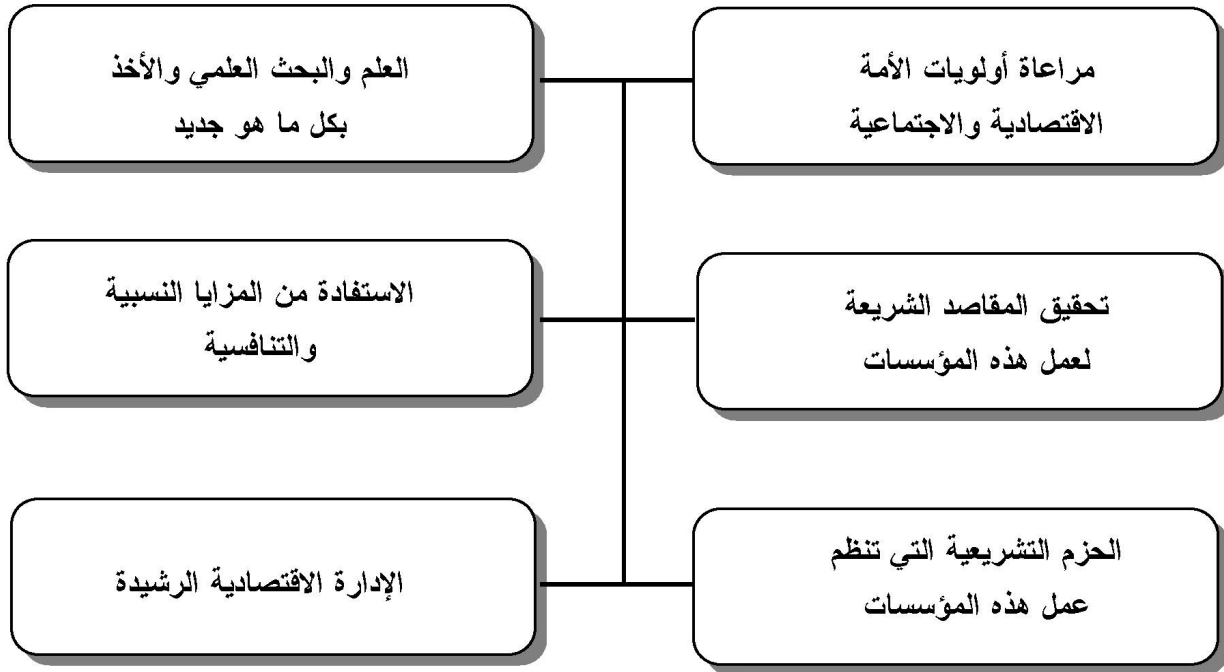 مراعاة أولويات الأمة
الاقتصادية والاجتماعية
العلم والبحث العلمي والأخذ
بكل ما هو جديد
تحقيق المقاصد الشريعة
لعمل هذه المؤسسات
الاستفادة من المزايا النسبية
والتنافسية
الحزم التشريعية التي تنظم
عمل هذه المؤسسات
الإدارة الاقتصادية الرشيدة